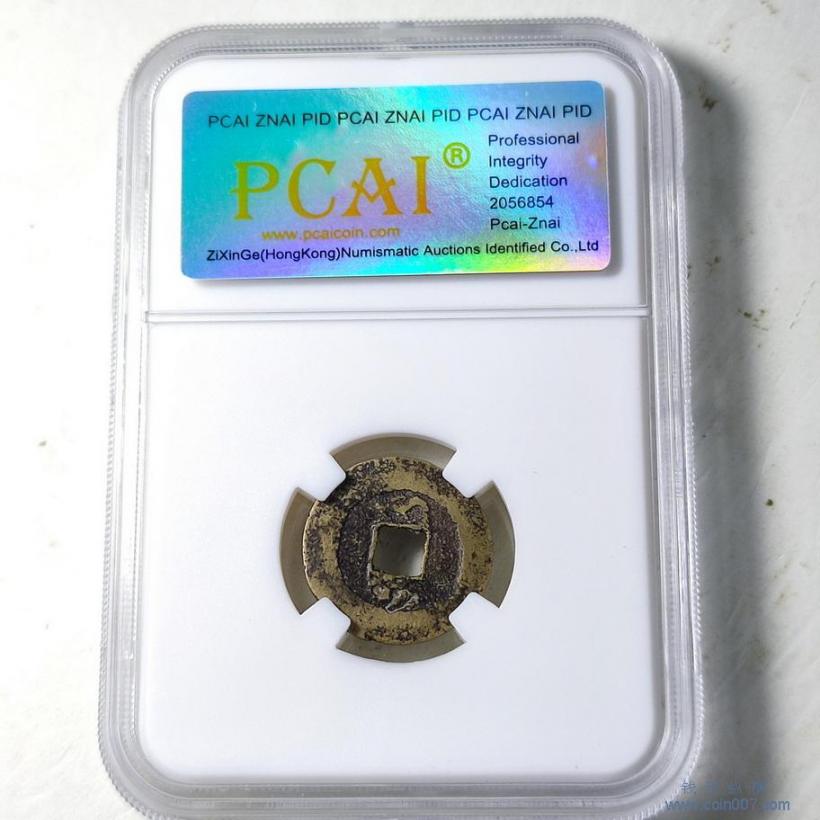 PCAI ZNAI PID PCAI ZNAI PID PCAI ZNAI PID
PCAI®
Professional
Integrity
Dedication
2056854
Pcai-Znai
www.pcaicoin.com
ZiXinGe(HongKong)Numismatic Auctions Identified Co.,Ltd
www.coin007.com